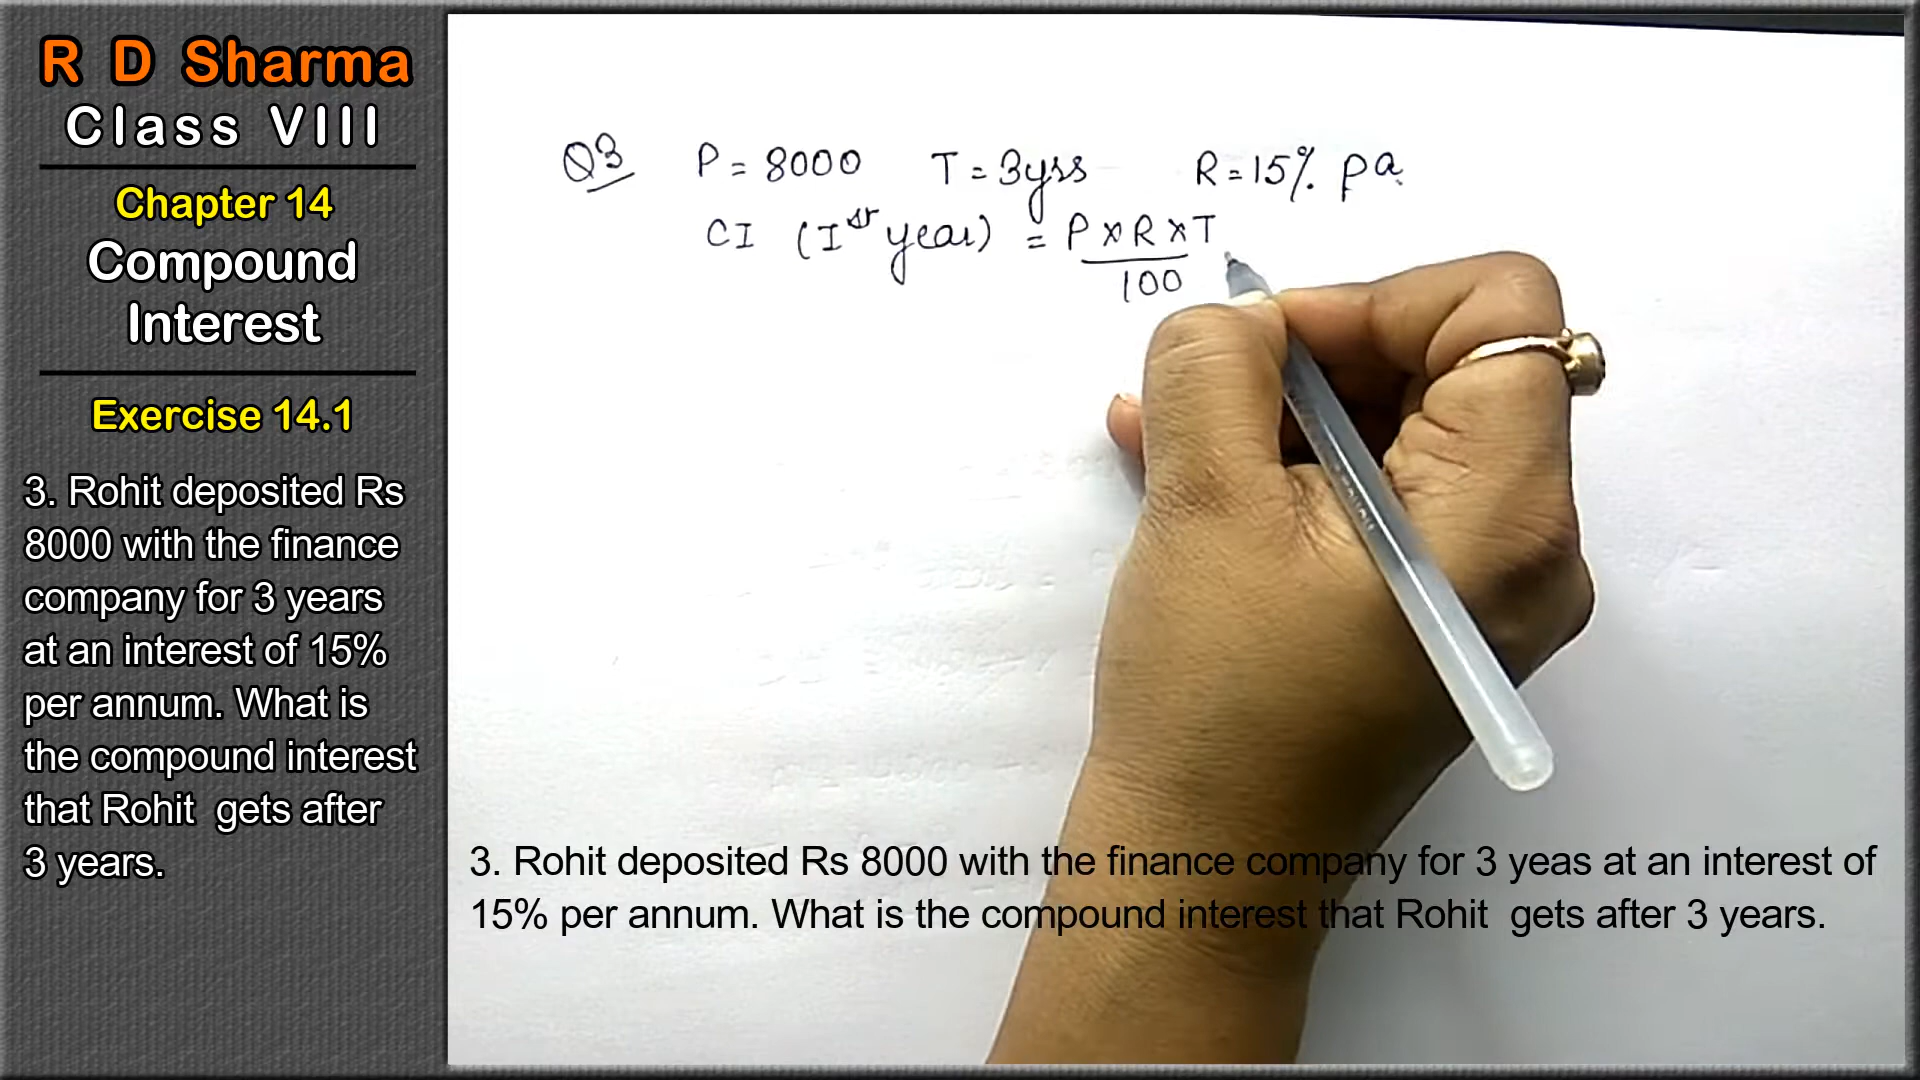 R D Sharma
Class VIII
Chapter 14
Compound
Interest
Exercise 14.1
3. Rohit deposited Rs
8000 with the finance
company for 3 years
at an interest of 15%
per annum. What is
the compound interest
that Rohit gets after
3 years.
Q3 P = 8000 T = 3yrs R = 15% pa.
CI (Ist year) = P × R × T
100
3. Rohit deposited Rs 8000 with the finance company for 3 yeas at an interest of
15% per annum. What is the compound interest that Rohit gets after 3 years.